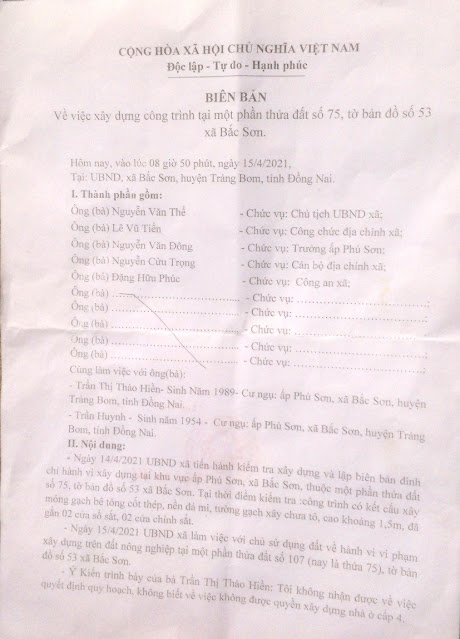 CỘNG HÒA XÃ HỘI CHỦ NGHĨA VIỆT NAM
Độc lập - Tự do - Hạnh phúc
BIÊN BẢN
Về việc xây dựng công trình tại một phần thửa đất số 75, tờ bản đồ số 53
xã Bắc Sơn.
Hôm nay, vào lúc 08 giờ 50 phút, ngày 15/4/2021,
Tại: UBND, xã Bắc Sơn, huyện Trảng Bom, tỉnh Đồng Nai.
I. Thành phần gồm:
Ông (bà) Nguyễn Văn Thể - Chức vụ: Chủ tịch UBND xã;
Ông (bà) Lê Vũ Tiến - Chức vụ: Công chức địa chính xã;
Ông (bà) Nguyễn Văn Đông - Chức vụ: Trưởng ấp Phú Sơn;
Ông (bà) Nguyễn Cửu Trọng - Chức vụ: Cán bộ địa chính xã;
Ông (bà) Đặng Hữu Phúc - Chức vụ: Công an xã;
Ông (bà) ........................ - Chức vụ: ........................;
Ông (bà) ........................ - Chức vụ: ........................;
Ông (bà) ........................ - Chức vụ: ........................;
Ông (bà) ........................ - Chức vụ: ........................;
Ông (bà) ........................ - Chức vụ: ........................;
Cùng làm việc với ông(bà):
- Trần Thị Thảo Hiền- Sinh Năm 1989- Cư ngụ: ấp Phú Sơn, xã Bắc Sơn, huyện
Trảng Bom, tỉnh Đồng Nai.
- Trần Huynh - Sinh năm 1954 - Cư ngụ: ấp Phú Sơn, xã Bắc Sơn, huyện Trảng
Bom, tỉnh Đồng Nai.
II. Nội dung:
- Ngày 14/4/2021 UBND xã tiến hành kiểm tra xây dựng và lập biên bản đình
chỉ hành vi xây dựng tại khu vực ấp Phú Sơn, xã Bắc Sơn, thuộc một phần thửa đất
số 75, tờ bản đồ số 53 xã Bắc Sơn. Tại thời điểm kiểm tra :công trình có kết cấu xây
móng gạch bê tông cốt thép, nền đá mi, tường gạch xây chưa tô, cao khoảng 1,5m, đã
gắn 02 cửa sổ sắt, 02 cửa chính sắt.
- Ngày 15/4/2021 UBND xã làm việc với chủ sử dụng đất về hành vi vi phạm
xây dựng trên đất nông nghiệp tại một phần thửa đất số 107 (nay là thửa 75), tờ bản
đồ số 53 xã Bắc Sơn.
- Ý Kiến trình bày của bà Trần Thị Thảo Hiền: Tôi không nhận được về việc
quyết định quy hoạch, không biết về việc không được quyền xây dựng nhà ở cấp 4.